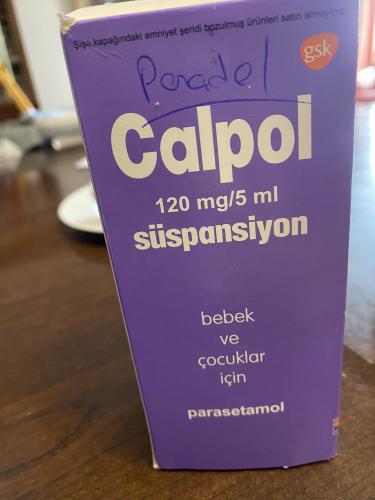 Şişe kapağındaki emniyet şeridi bozulmuş ürünleri satın almayınız.
gsk
Paradel
Calpol
120 mg/5 ml
süspansiyon
bebek
ve
çocuklar
için
parasetamol